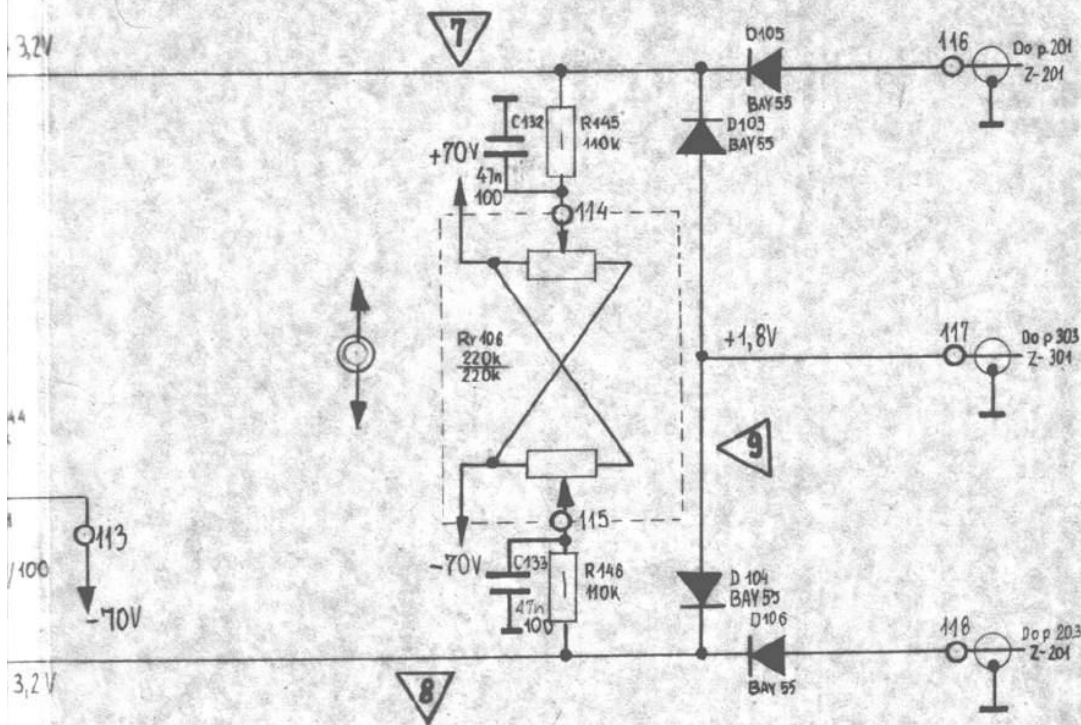 3,2V
7
D105
BAY55
116
Do p.201
Z-201
C132
47n
100
R145
110k
D103
BAY55
+70V
114
Rv106
220k
220k
+1,8V
117
Do p 303
Z-301
9
44
113
-70V
/100
115
-70V
C133
47n
100
R146
110k
D104
BAY55
D106
BAY55
118
Do p 203
Z-201
3,2V
8